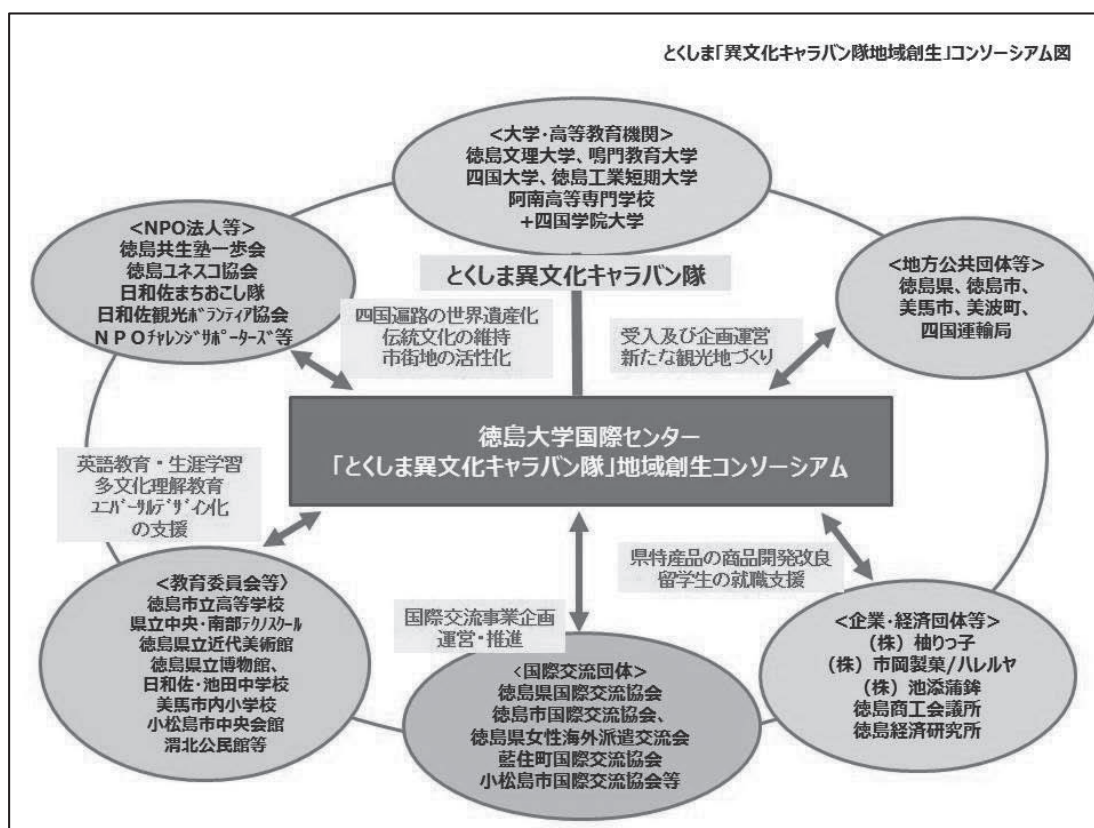 とくしま「異文化キャラバン隊地域創生」コンソーシアム図
<大学・高等教育機関>
徳島文理大学、鳴門教育大学
四国大学、徳島工業短期大学
阿南高等専門学校
+四国学院大学
<NPO法人等>
徳島共生塾一歩会
徳島ユネスコ協会
日和佐まちおこし隊
日和佐観光ﾎﾞﾗﾝﾃｨｱ協会
ＮＰＯﾁｬﾚﾝｼﾞｻﾎﾟｰﾀｰｽﾞ等
とくしま異文化キャラバン隊
<地方公共団体等>
徳島県、徳島市、
美馬市、美波町、
四国運輸局
四国遍路の世界遺産化
伝統文化の維持
市街地の活性化
受入及び企画運営
新たな観光地づくり
徳島大学国際センター
「とくしま異文化キャラバン隊」地域創生コンソーシアム
英語教育・生涯学習
多文化理解教育
ﾕﾆﾊﾞｰｻﾙﾃﾞｻﾞｲﾝ化
の支援
県特産品の商品開発改良
留学生の就職支援
国際交流事業企画
運営・推進
<教育委員会等〉
徳島市立高等学校
県立中央・南部ﾃｸﾉｽｸｰﾙ
徳島県立近代美術館
徳島県立博物館、
日和佐・池田中学校
美馬市内小学校
小松島市中央会館
渭北公民館等
<国際交流団体>
徳島県国際交流協会
徳島市国際交流協会、
徳島県女性海外派遣交流会
藍住町国際交流協会
小松島市国際交流協会等
<企業・経済団体等>
（株）柚りっ子
（株）市岡製菓/ハレルヤ
（株）池添蒲鉾
徳島商工会議所
徳島経済研究所